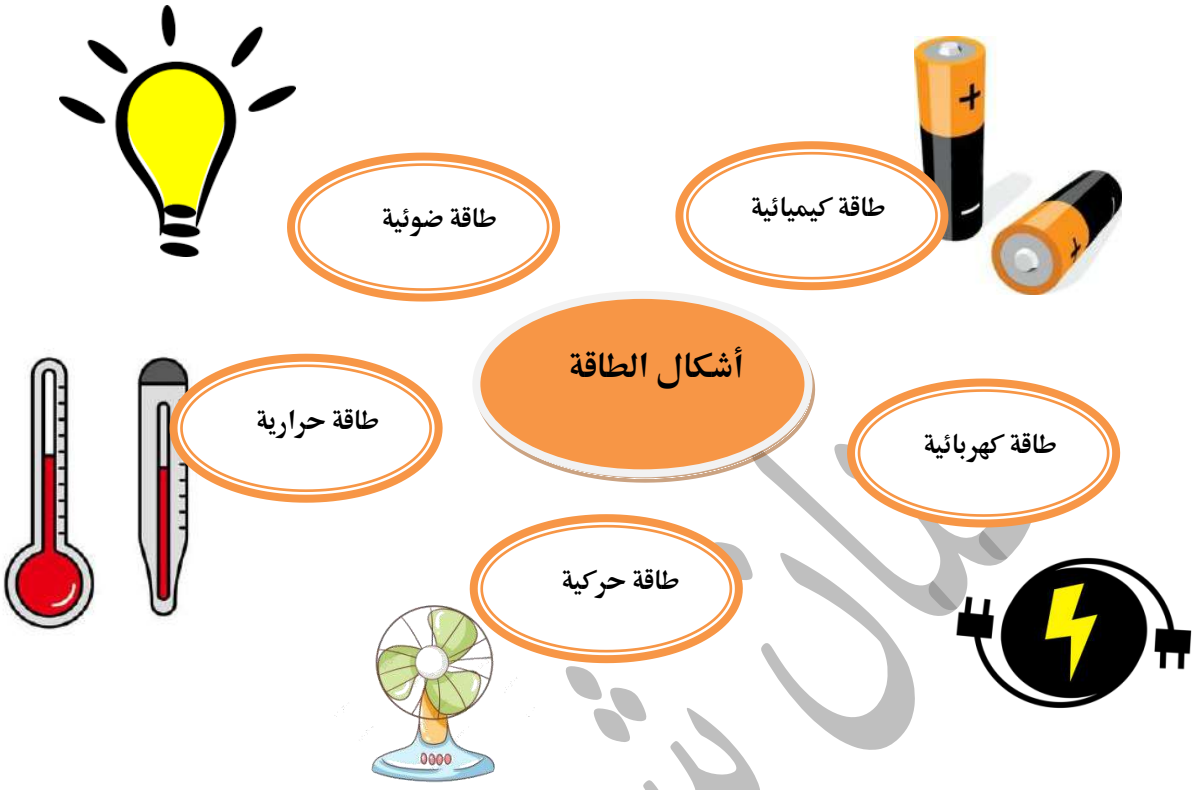 طاقة كيميائية
طاقة ضوئية
أشكال الطاقة
طاقة حرارية
طاقة كهربائية
طاقة حركية